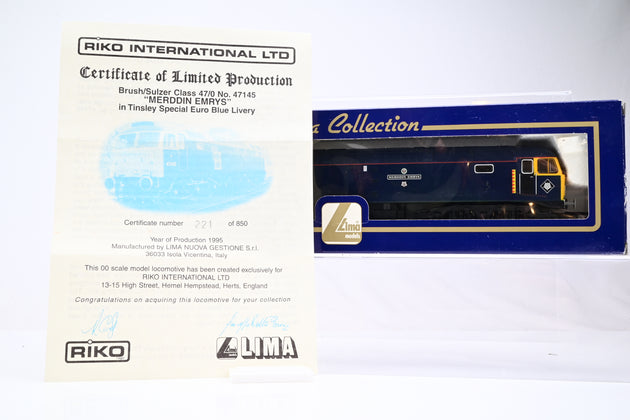 RIKO INTERNATIONAL LTD
Certificate of Limited Production
Brush/Sulzer Class 47/0 No. 47145
"MERDDIN EMRYS"
in Tinsley Special Euro Blue Livery
Certificate number 221 of 850
Year of Production 1995
Manufactured by LIMA NUOVA GESTIONE S.r.l.
36033 Isola Vicentina, Italy
This 00 scale model locomotive has been created exclusively for
RIKO INTERNATIONAL LTD
13-15 High Street, Hemel Hempstead, Herts, England
Congratulations on acquiring this locomotive for your collection
RIKO
LIMA
a Collection
MERDDIN EMRYS
Lima
models